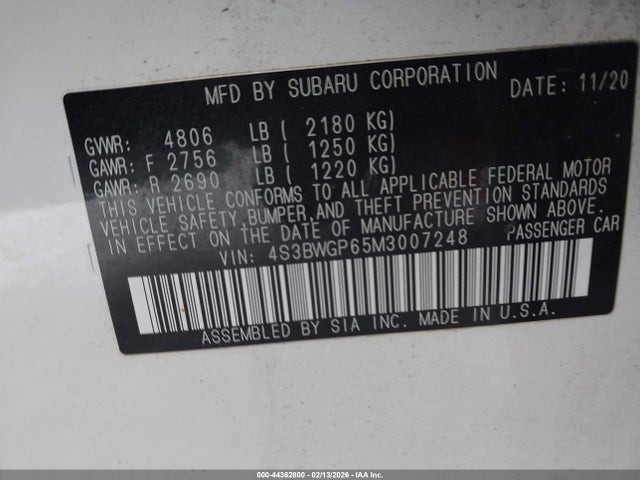 MFD BY SUBARU CORPORATION DATE: 11/20
GVWR: 4806 LB ( 2180 KG)
GAWR: F 2756 LB ( 1250 KG)
GAWR: R 2690 LB ( 1220 KG)
THIS VEHICLE CONFORMS TO ALL APPLICABLE FEDERAL MOTOR
VEHICLE SAFETY, BUMPER, AND THEFT PREVENTION STANDARDS
IN EFFECT ON THE DATE OF MANUFACTURE SHOWN ABOVE.
VIN: 4S3BWGP65M3007248 PASSENGER CAR
ASSEMBLED BY SIA INC. MADE IN U.S.A.
000-44362800 - 02/13/2026 - IAAI.COM